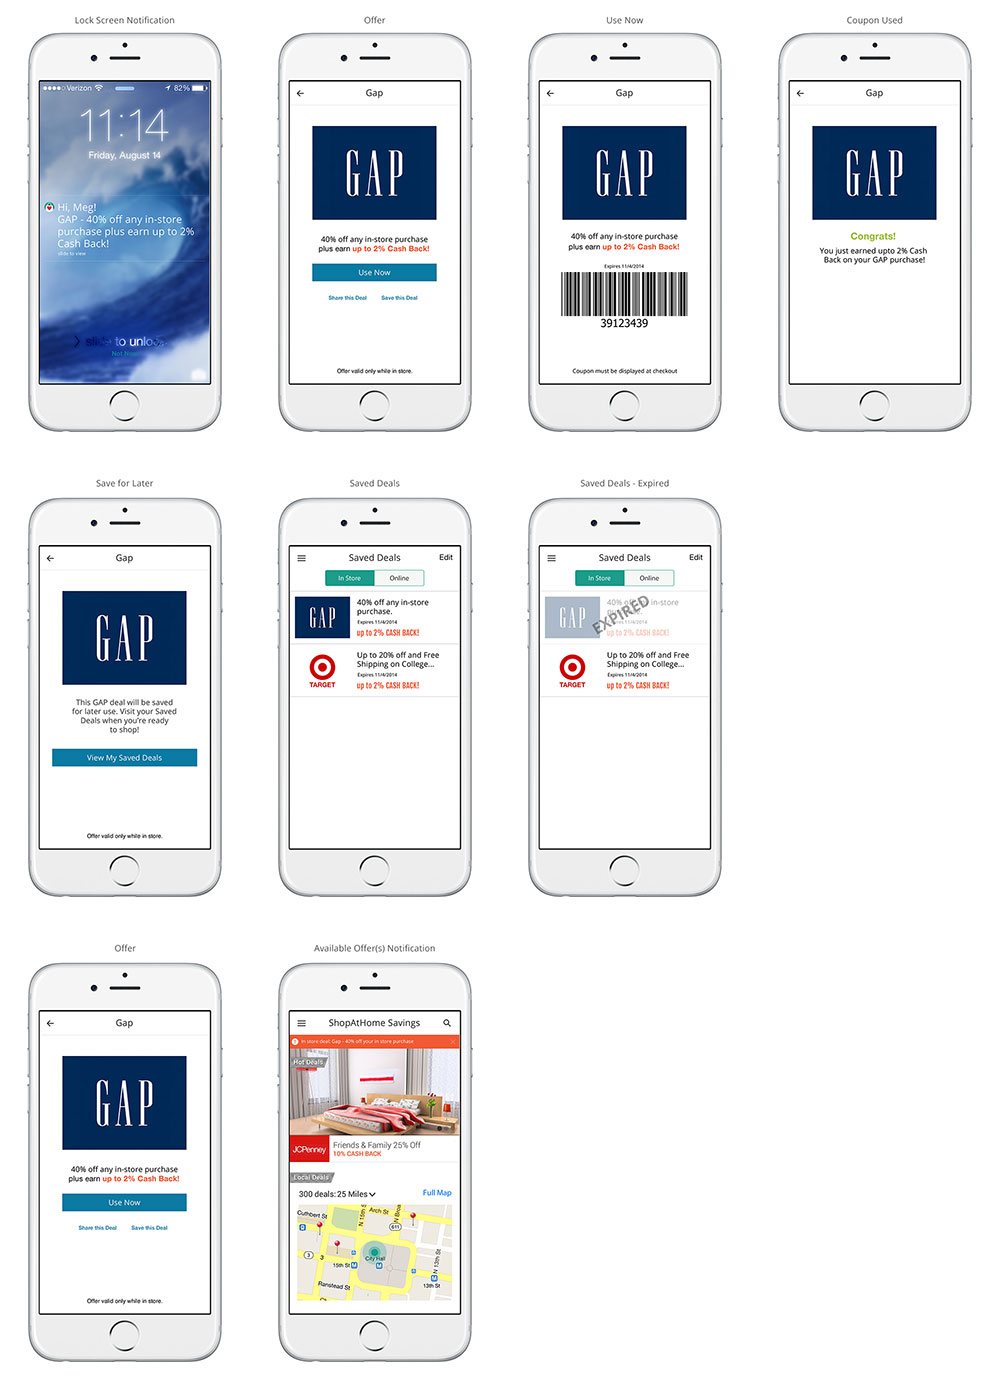 Lock Screen Notification
Verizon
82%
11:14
Friday, August 14
Hi, Meg!
GAP - 40% off any in-store
purchase plus earn up to 2%
Cash Back!
slide to view
slide to unlock
Not Now
Offer
Gap
GAP
40% off any in-store purchase
plus earn up to 2% Cash Back!
Use Now
Share this Deal
Save this Deal
Offer valid only while in store.
Use Now
Gap
GAP
40% off any in-store purchase
plus earn up to 2% Cash Back!
Expires 11/4/2014
39123439
Coupon must be displayed at checkout
Coupon Used
Gap
GAP
Congrats!
You just earned upto 2% Cash
Back on your GAP purchase!
Save for Later
Gap
GAP
This GAP deal will be saved
for later use. Visit your Saved
Deals when you're ready
to shop!
View My Saved Deals
Offer valid only while in store.
Saved Deals
Saved Deals
Edit
In Store
Online
GAP
40% off any in-store
purchase.
Expires 11/4/2014
up to 2% CASH BACK!
TARGET
Up to 20% off and Free
Shipping on College...
Expires 11/4/2014
up to 2% CASH BACK!
Saved Deals - Expired
Saved Deals
Edit
In Store
Online
GAP
40% off any in-store
purchase.
Expires 11/4/2014
up to 2% CASH BACK!
EXPIRED
TARGET
Up to 20% off and Free
Shipping on College...
Expires 11/4/2014
up to 2% CASH BACK!
Offer
Gap
GAP
40% off any in-store purchase
plus earn up to 2% Cash Back!
Use Now
Share this Deal
Save this Deal
Offer valid only while in store.
Available Offer(s) Notification
ShopAtHome Savings
In store deal: Gap - 40% off your in store purchase
Hot Deals
JCPenney
Friends & Family 25% Off
10% CASH BACK
Local Deals
300 deals: 25 Miles
Full Map
Cuthbert St
N 15th S
Arch St
N Broa
611
3
3
City Hall
15th St
M
M
M
N 13th St
13th St
Ranstead St